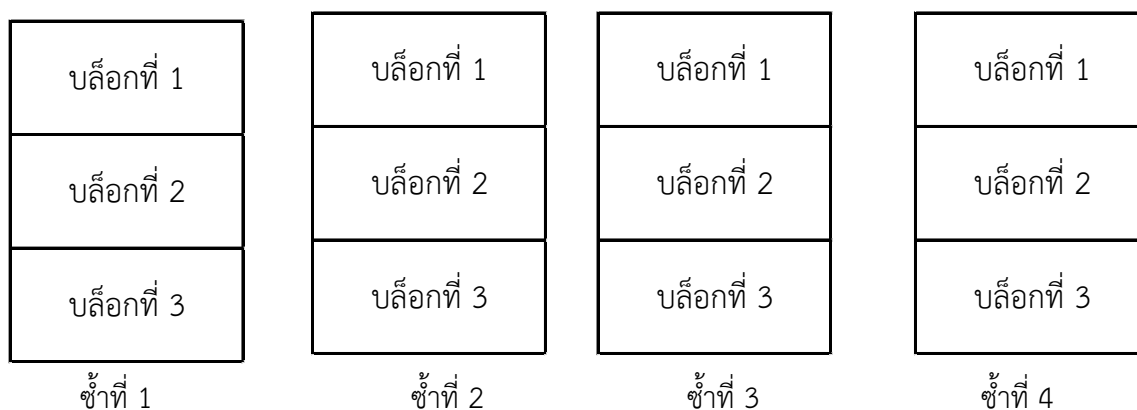 บล็อกที่ 1 บล็อกที่ 1 บล็อกที่ 1 บล็อกที่ 1
บล็อกที่ 2 บล็อกที่ 2 บล็อกที่ 2 บล็อกที่ 2
บล็อกที่ 3 บล็อกที่ 3 บล็อกที่ 3 บล็อกที่ 3
ซ้ำที่ 1 ซ้ำที่ 2 ซ้ำที่ 3 ซ้ำที่ 4